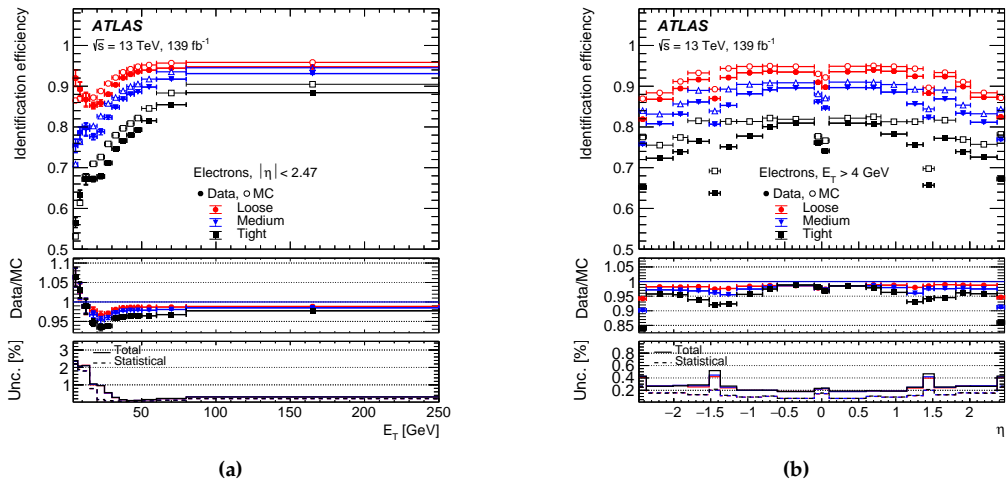 ATLAS
√s = 13 TeV, 139 fb⁻¹
Identification efficiency
1
0.9
0.8
0.7
0.6
0.5
Electrons, |η| < 2.47
Data, MC
Loose
Medium
Tight
Data/MC
1.1
1.05
1
0.95
Unc. [%]
3
2
1
Total
Statistical
50 100 150 200 250
E_T [GeV]
(a)
ATLAS
√s = 13 TeV, 139 fb⁻¹
Identification efficiency
1
0.9
0.8
0.7
0.6
0.5
Electrons, E_T > 4 GeV
Data, MC
Loose
Medium
Tight
Data/MC
1.05
1
0.95
0.9
0.85
Unc. [%]
0.8
0.6
0.4
0.2
Total
Statistical
−2 −1.5 −1 −0.5 0 0.5 1 1.5 2
η
(b)